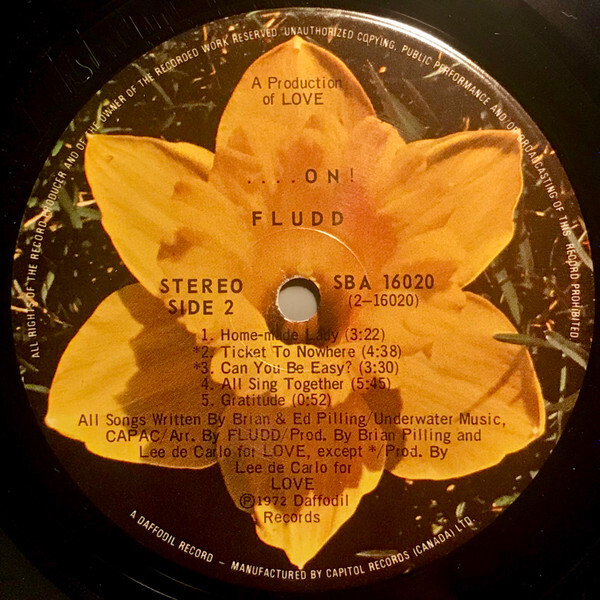 ALL RIGHTS OF THE RECORD PRODUCER AND OF THE OWNER OF THE RECORDED WORK RESERVED. UNAUTHORIZED COPYING, PUBLIC PERFORMANCE AND/OR BROADCASTING OF THIS RECORD PROHIBITED
A Production
of LOVE
....ON!
FLUDD
STEREO
SIDE 2
SBA 16020
(2-16020)
1. Home-made Lady (3:22)
*2. Ticket To Nowhere (4:38)
*3. Can You Be Easy? (3:30)
4. All Sing Together (5:45)
5. Gratitude (0:52)
All Songs Written By Brian & Ed Pilling/Underwater Music,
CAPAC/Arr. By FLUDD/Prod. By Brian Pilling and
Lee de Carlo for LOVE, except */Prod. By
Lee de Carlo for
LOVE
℗1972 Daffodil
Records
A DAFFODIL RECORD – MANUFACTURED BY CAPITOL RECORDS (CANADA) LTD.